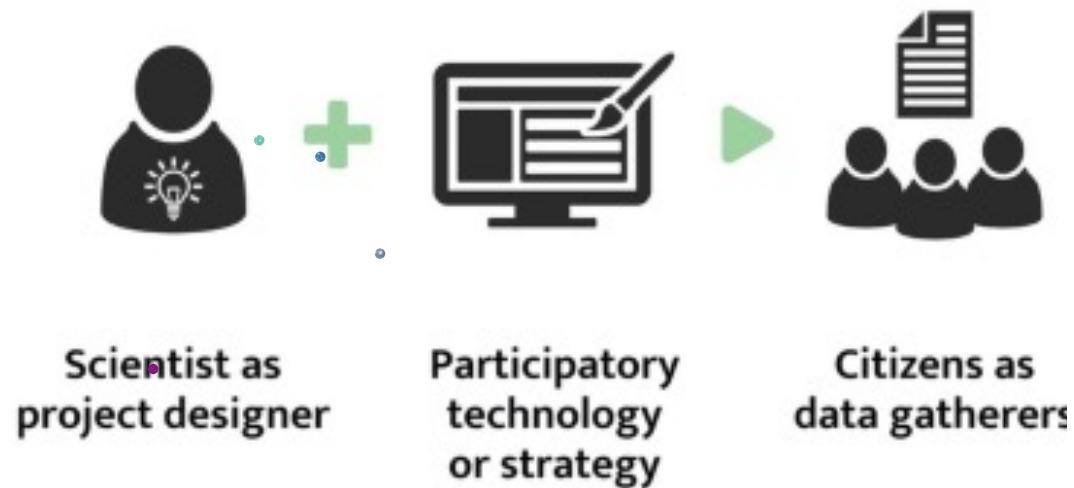 Scientist as
project designer
Participatory
technology
or strategy
Citizens as
data gatherers